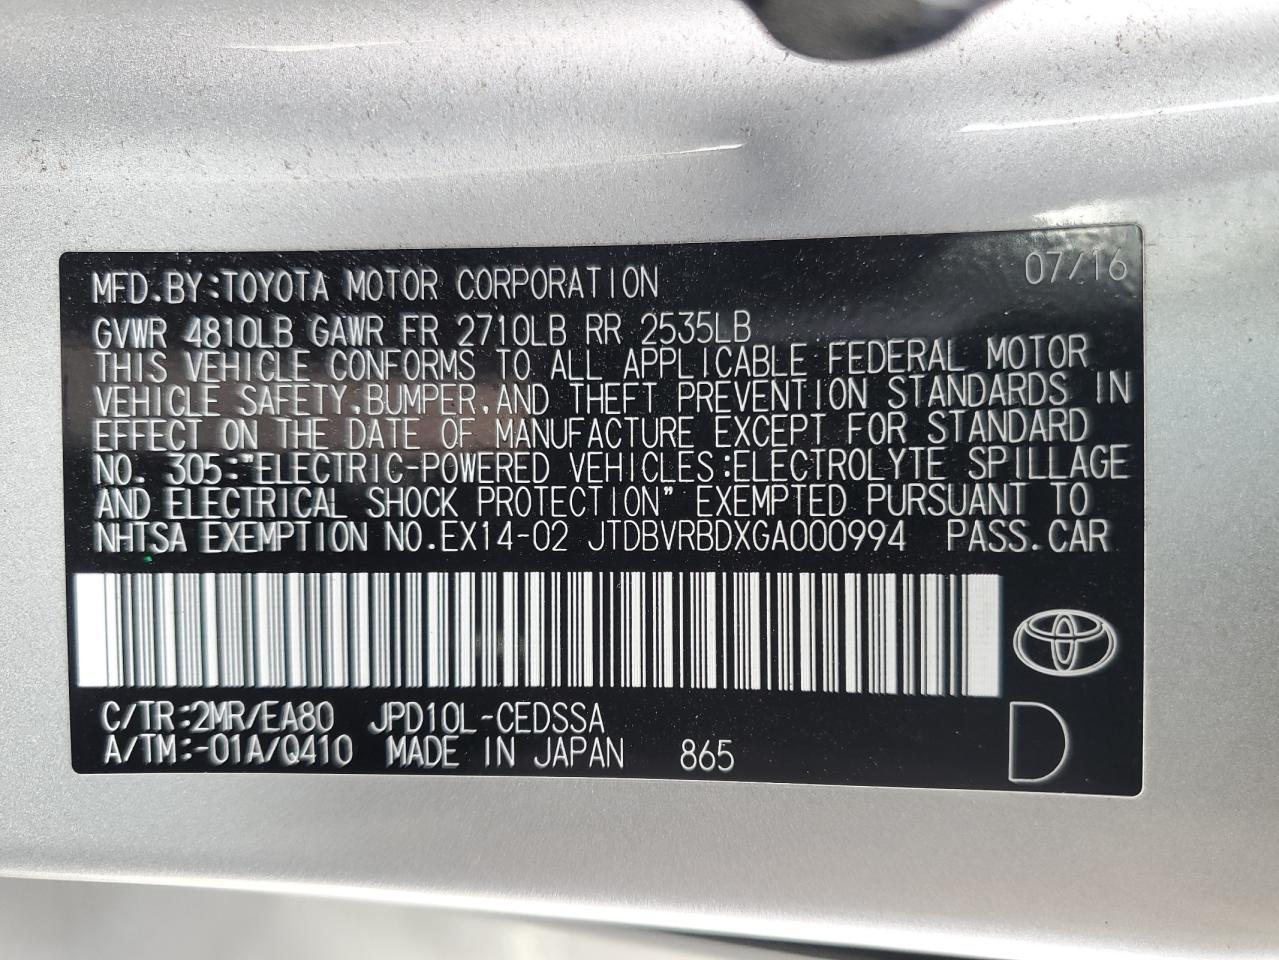 MFD.BY:TOYOTA MOTOR CORPORATION 07/16
GVWR 4810LB GAWR FR 2710LB RR 2535LB
THIS VEHICLE CONFORMS TO ALL APPLICABLE FEDERAL MOTOR
VEHICLE SAFETY,BUMPER,AND THEFT PREVENTION STANDARDS IN
EFFECT ON THE DATE OF MANUFACTURE EXCEPT FOR STANDARD
NO. 305:"ELECTRIC-POWERED VEHICLES:ELECTROLYTE SPILLAGE
AND ELECTRICAL SHOCK PROTECTION" EXEMPTED PURSUANT TO
NHTSA EXEMPTION NO.EX14-02 JTDBVRBDXGA000994 PASS.CAR
C/TR:2MR/EA80 JPD10L-CEDSSA
A/TM:-01A/Q410 MADE IN JAPAN 865
D